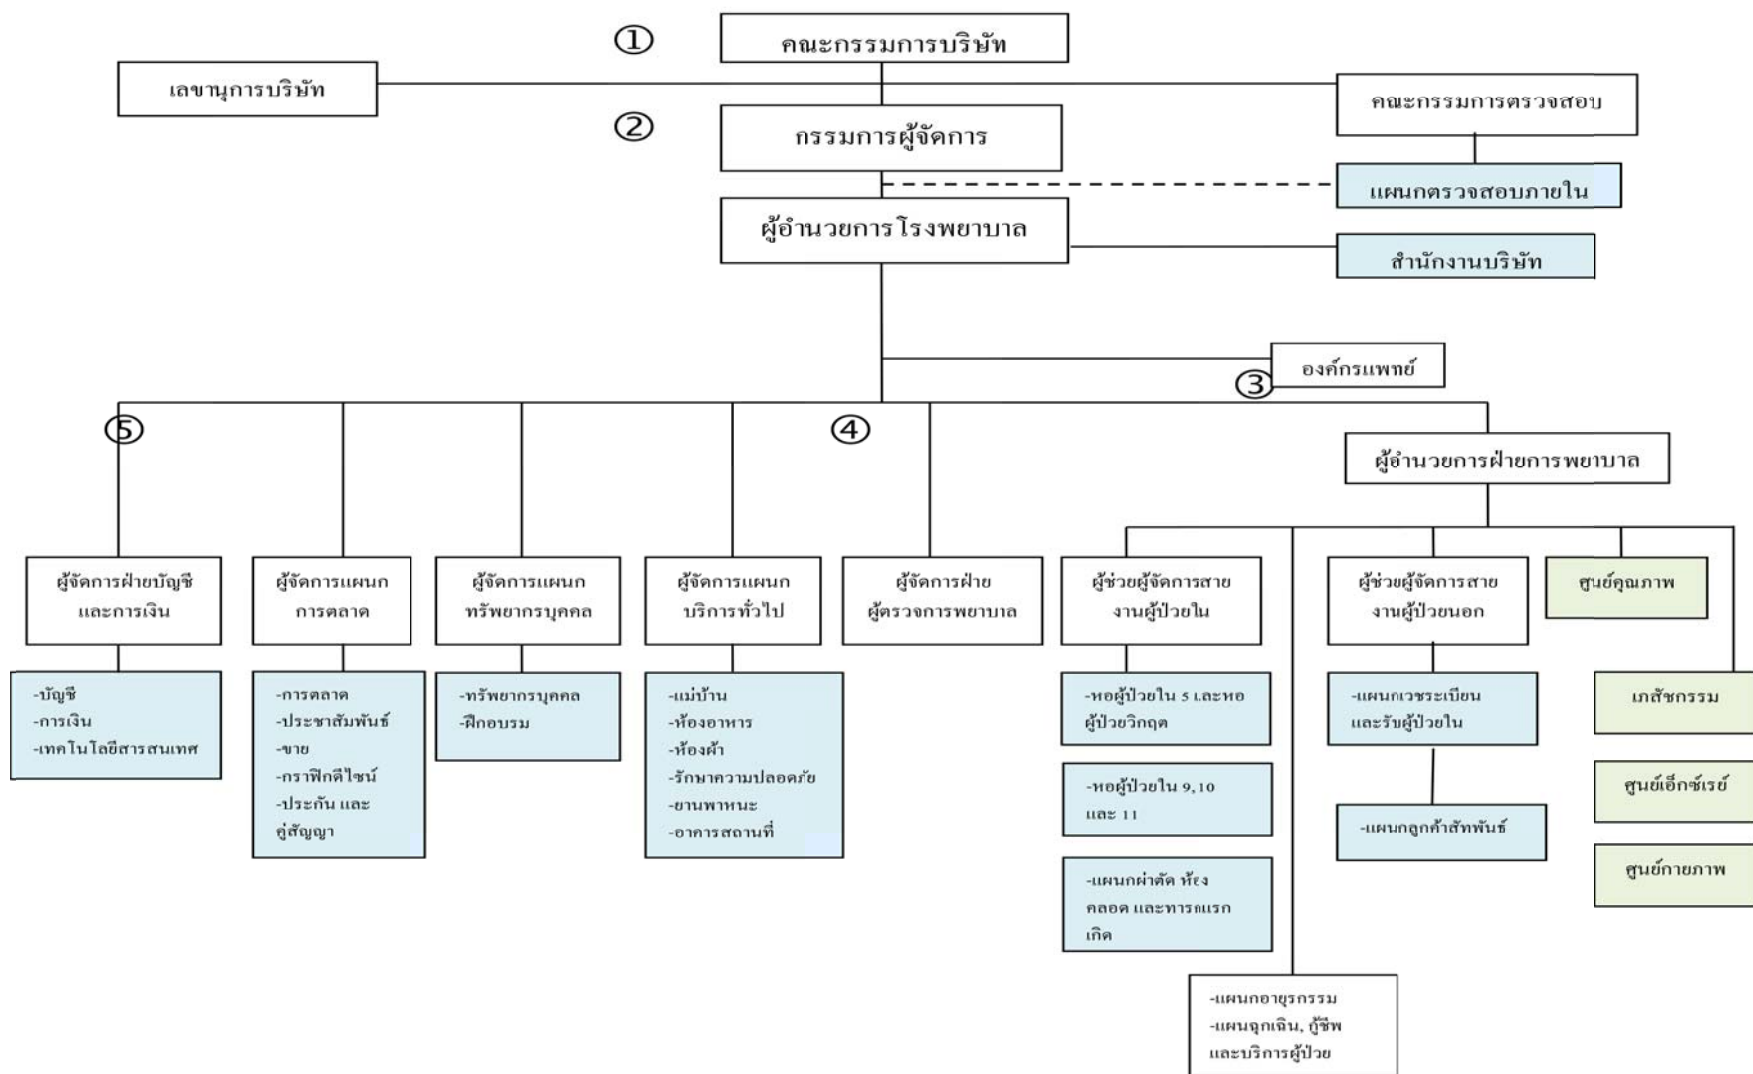 ①
คณะกรรมการบริษัท
เลขานุการบริษัท
คณะกรรมการตรวจสอบ
②
กรรมการผู้จัดการ
แผนกตรวจสอบภายใน
ผู้อำนวยการโรงพยาบาล
สำนักงานบริษัท
องค์กรแพทย์
③
⑤
④
ผู้อำนวยการฝ่ายการพยาบาล
ผู้จัดการฝ่ายบัญชี
และการเงิน
ผู้จัดการแผนก
การตลาด
ผู้จัดการแผนก
ทรัพยากรบุคคล
ผู้จัดการแผนก
บริการทั่วไป
ผู้จัดการฝ่าย
ผู้ตรวจการพยาบาล
ผู้ช่วยผู้จัดการสาย
งานผู้ป่วยใน
ผู้ช่วยผู้จัดการสาย
งานผู้ป่วยนอก
ศูนย์คุณภาพ
-บัญชี
-การเงิน
-เทคโนโลยีสารสนเทศ
-การตลาด
-ประชาสัมพันธ์
-ขาย
-กราฟิกดีไซน์
-ประกัน และ
คู่สัญญา
-ทรัพยากรบุคคล
-ฝึกอบรม
-แม่บ้าน
-ห้องอาหาร
-ห้องผ้า
-รักษาความปลอดภัย
-ยานพาหนะ
-อาคารสถานที่
-หอผู้ป่วยใน 5 และหอ
ผู้ป่วยวิกฤต
-หอผู้ป่วยใน 9,10
และ 11
-แผนกผ่าตัด ห้อง
คลอด และทารกแรก
เกิด
-แผนกเวชระเบียน
และรับผู้ป่วยใน
-แผนกลูกค้าสัมพันธ์
เภสัชกรรม
ศูนย์เอ็กซ์เรย์
ศูนย์กายภาพ
-แผนกอายุรกรรม
-แผนฉุกเฉิน, กู้ชีพ
และบริการผู้ป่วย